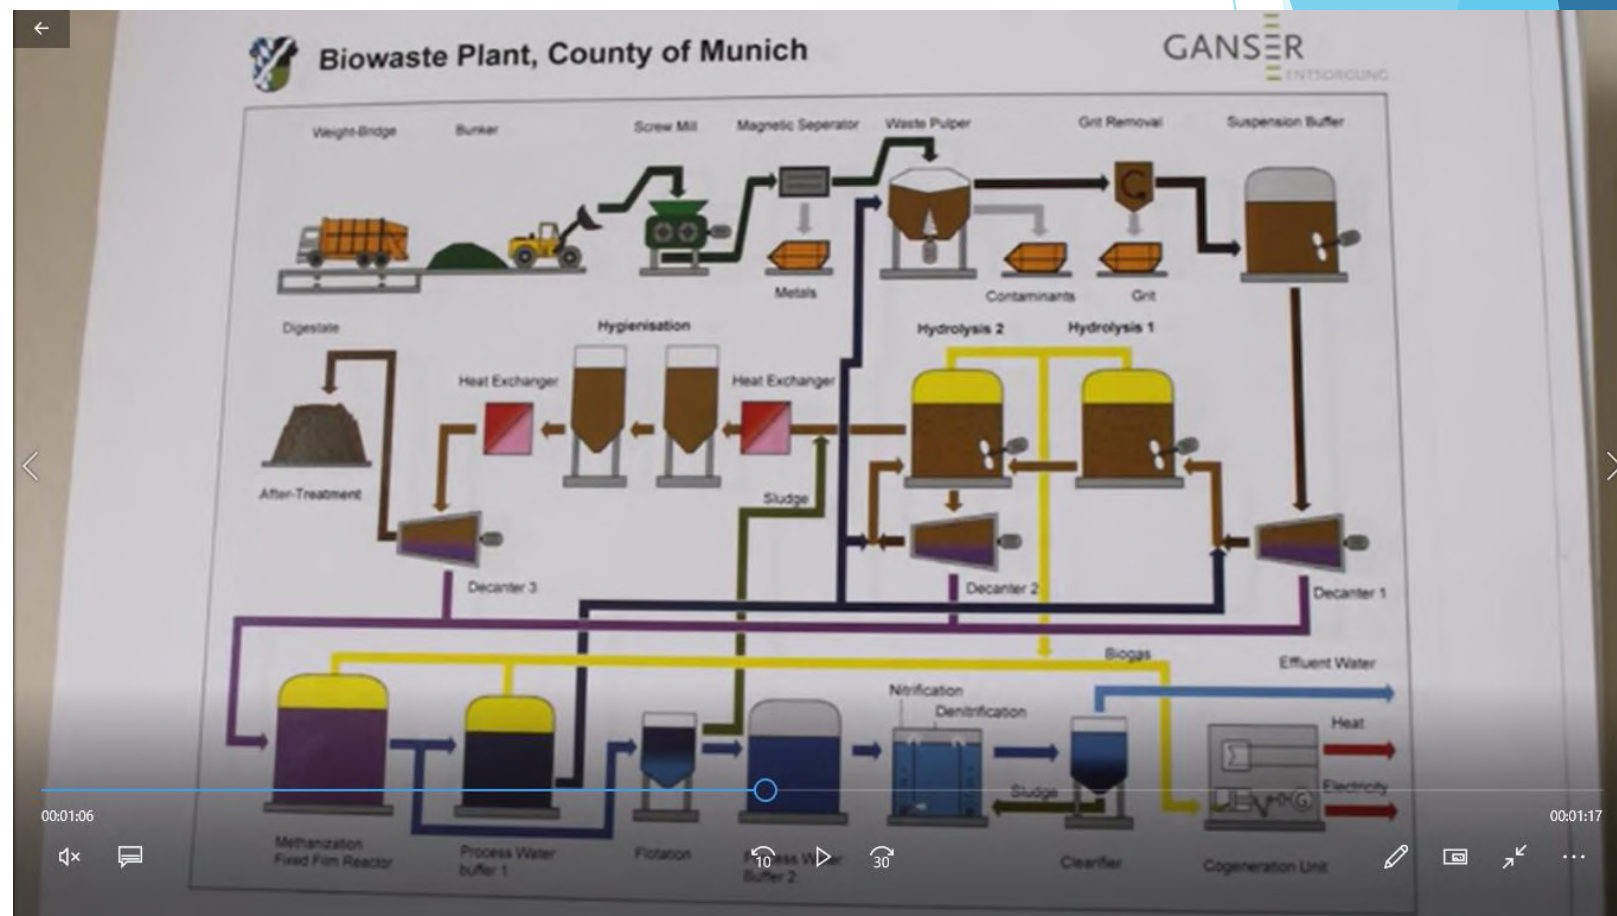 Biowaste Plant, County of Munich
GANSER
ENTSORGUNG
Weight-Bridge
Bunker
Screw Mill
Magnetic Seperator
Waste Pulper
Grit Removal
Suspension Buffer
Metals
Contaminants
Grit
Digestate
Hygienisation
Hydrolysis 2
Hydrolysis 1
Heat Exchanger
Heat Exchanger
After-Treatment
Sludge
Decanter 3
Decanter 2
Decanter 1
Biogas
Effluent Water
Nitrification
Denitrification
Heat
Sludge
Electricity
G
00:01:06
00:01:17
Methanization
Fixed Film Reactor
Process Water
buffer 1
Flotation
Buffer 2
Clearifier
Cogeneration Unit
10
30